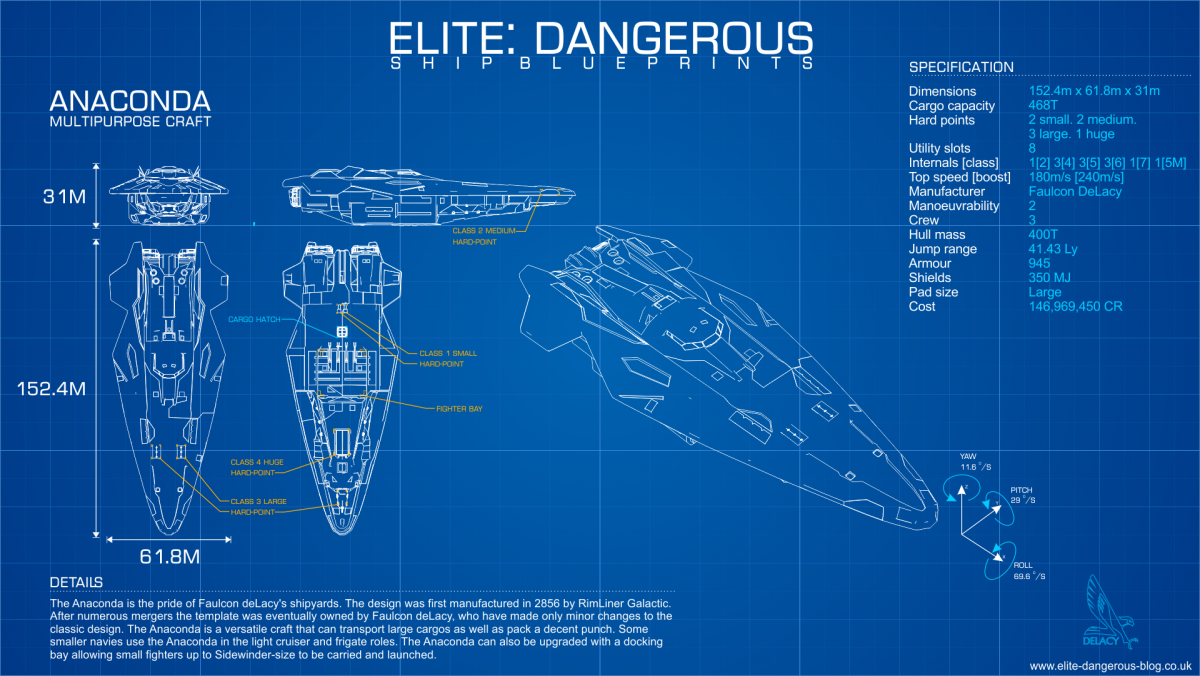 ELITE: DANGEROUS
SHIP BLUEPRINTS
ANACONDA
MULTIPURPOSE CRAFT
SPECIFICATION
Dimensions 152.4m x 61.8m x 31m
Cargo capacity 468T
Hard points 2 small. 2 medium.
3 large. 1 huge
Utility slots 8
Internals [class] 1[2] 3[4] 3[5] 3[6] 1[7] 1[5M]
Top speed [boost] 180m/s [240m/s]
Manufacturer Faulcon DeLacy
Manoeuvrability 2
Crew 3
Hull mass 400T
Jump range 41.43 Ly
Armour 945
Shields 350 MJ
Pad size Large
Cost 146,969,450 CR
31M
CLASS 2 MEDIUM
HARD-POINT
CARGO HATCH
CLASS 1 SMALL
HARD-POINT
152.4M
FIGHTER BAY
CLASS 4 HUGE
HARD-POINT
CLASS 3 LARGE
HARD-POINT
61.8M
YAW
11.6 °/S
Z
PITCH
29 °/S
Y
X
ROLL
69.6 °/S
DETAILS
The Anaconda is the pride of Faulcon deLacy's shipyards. The design was first manufactured in 2856 by RimLiner Galactic.
After numerous mergers the template was eventually owned by Faulcon deLacy, who have made only minor changes to the
classic design. The Anaconda is a versatile craft that can transport large cargos as well as pack a decent punch. Some
smaller navies use the Anaconda in the light cruiser and frigate roles. The Anaconda can also be upgraded with a docking
bay allowing small fighters up to Sidewinder-size to be carried and launched.
DELACY
www.elite-dangerous-blog.co.uk